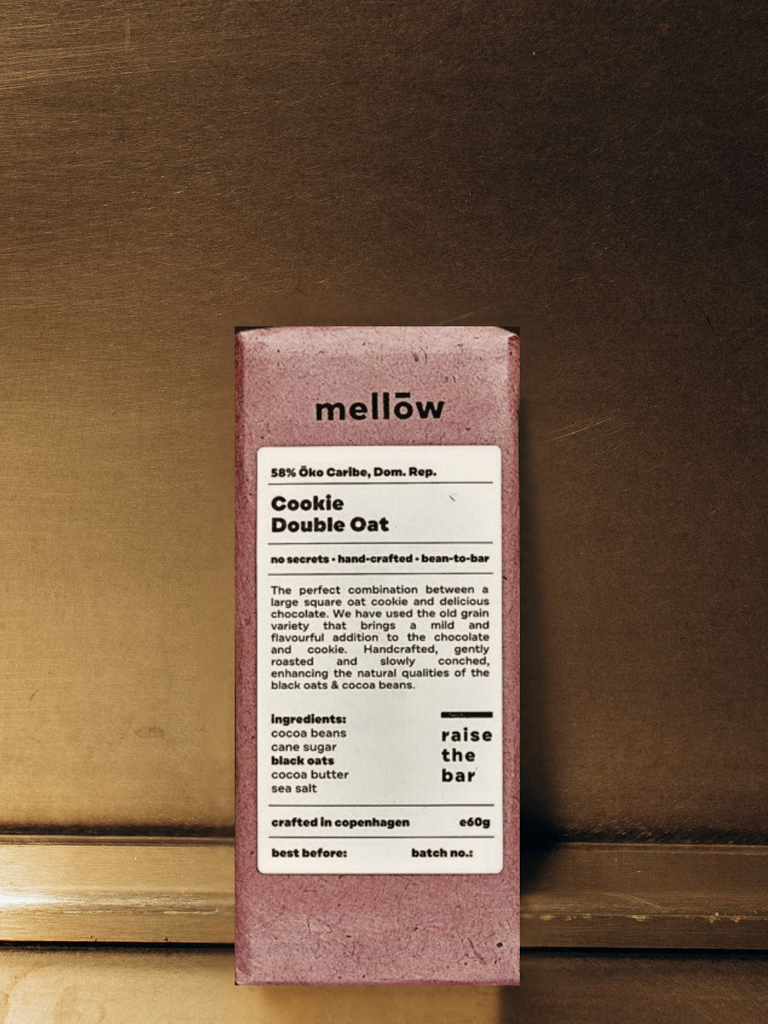 mellōw
58% Öko Caribe, Dom. Rep.
Cookie
Double Oat
no secrets • hand-crafted • bean-to-bar
The perfect combination between a
large square oat cookie and delicious
chocolate. We have used the old grain
variety that brings a mild and
flavourful addition to the chocolate
and cookie. Handcrafted, gently
roasted and slowly conched,
enhancing the natural qualities of the
black oats & cocoa beans.
ingredients:
cocoa beans
cane sugar
black oats
cocoa butter
sea salt
raise
the
bar
crafted in copenhagen e60g
best before: batch no.: